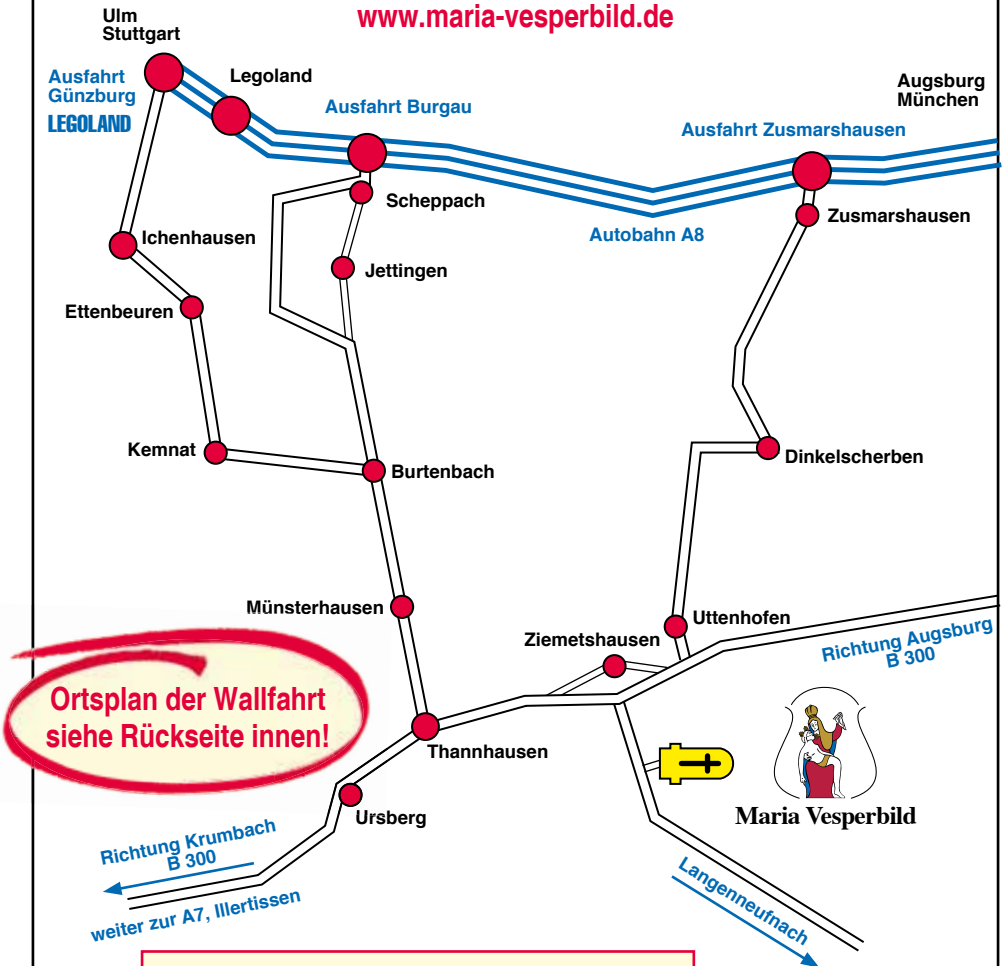 www.maria-vesperbild.de
Ulm
Stuttgart
Ausfahrt
Günzburg
LEGOLAND
Legoland
Ausfahrt Burgau
Augsburg
München
Ausfahrt Zusmarshausen
Scheppach
Zusmarshausen
Autobahn A8
Ichenhausen
Jettingen
Ettenbeuren
Kemnat
Burtenbach
Dinkelscherben
Münsterhausen
Uttenhofen
Ziemetshausen
Richtung Augsburg
B 300
Ortsplan der Wallfahrt
siehe Rückseite innen!
Thannhausen
Maria Vesperbild
Ursberg
Richtung Krumbach
B 300
weiter zur A7, Illertissen
Langenneufnach